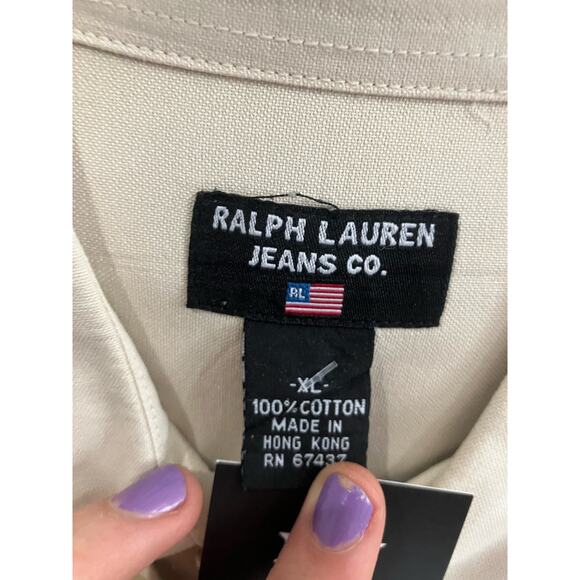 RALPH LAUREN
JEANS CO.
RL
-XL-
100% COTTON
MADE IN
HONG KONG
RN 67437